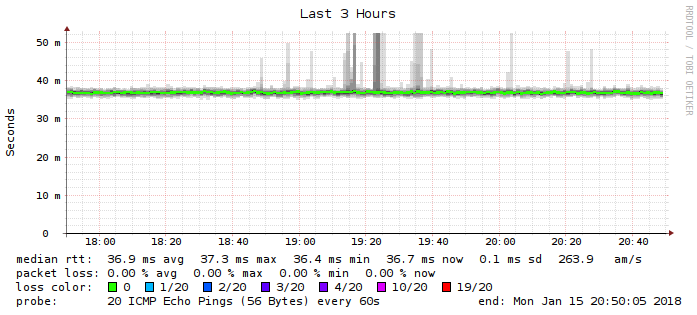 Last 3 Hours
RRDTOOL / TOBI OETIKER
Seconds
50 m
40 m
30 m
20 m
10 m
0
18:00 18:20 18:40 19:00 19:20 19:40 20:00 20:20 20:40
median rtt: 36.9 ms avg 37.3 ms max 36.4 ms min 36.7 ms now 0.1 ms sd 263.9 am/s
packet loss: 0.00 % avg 0.00 % max 0.00 % min 0.00 % now
loss color: 0 1/20 2/20 3/20 4/20 10/20 19/20
probe: 20 ICMP Echo Pings (56 Bytes) every 60s end: Mon Jan 15 20:50:05 2018